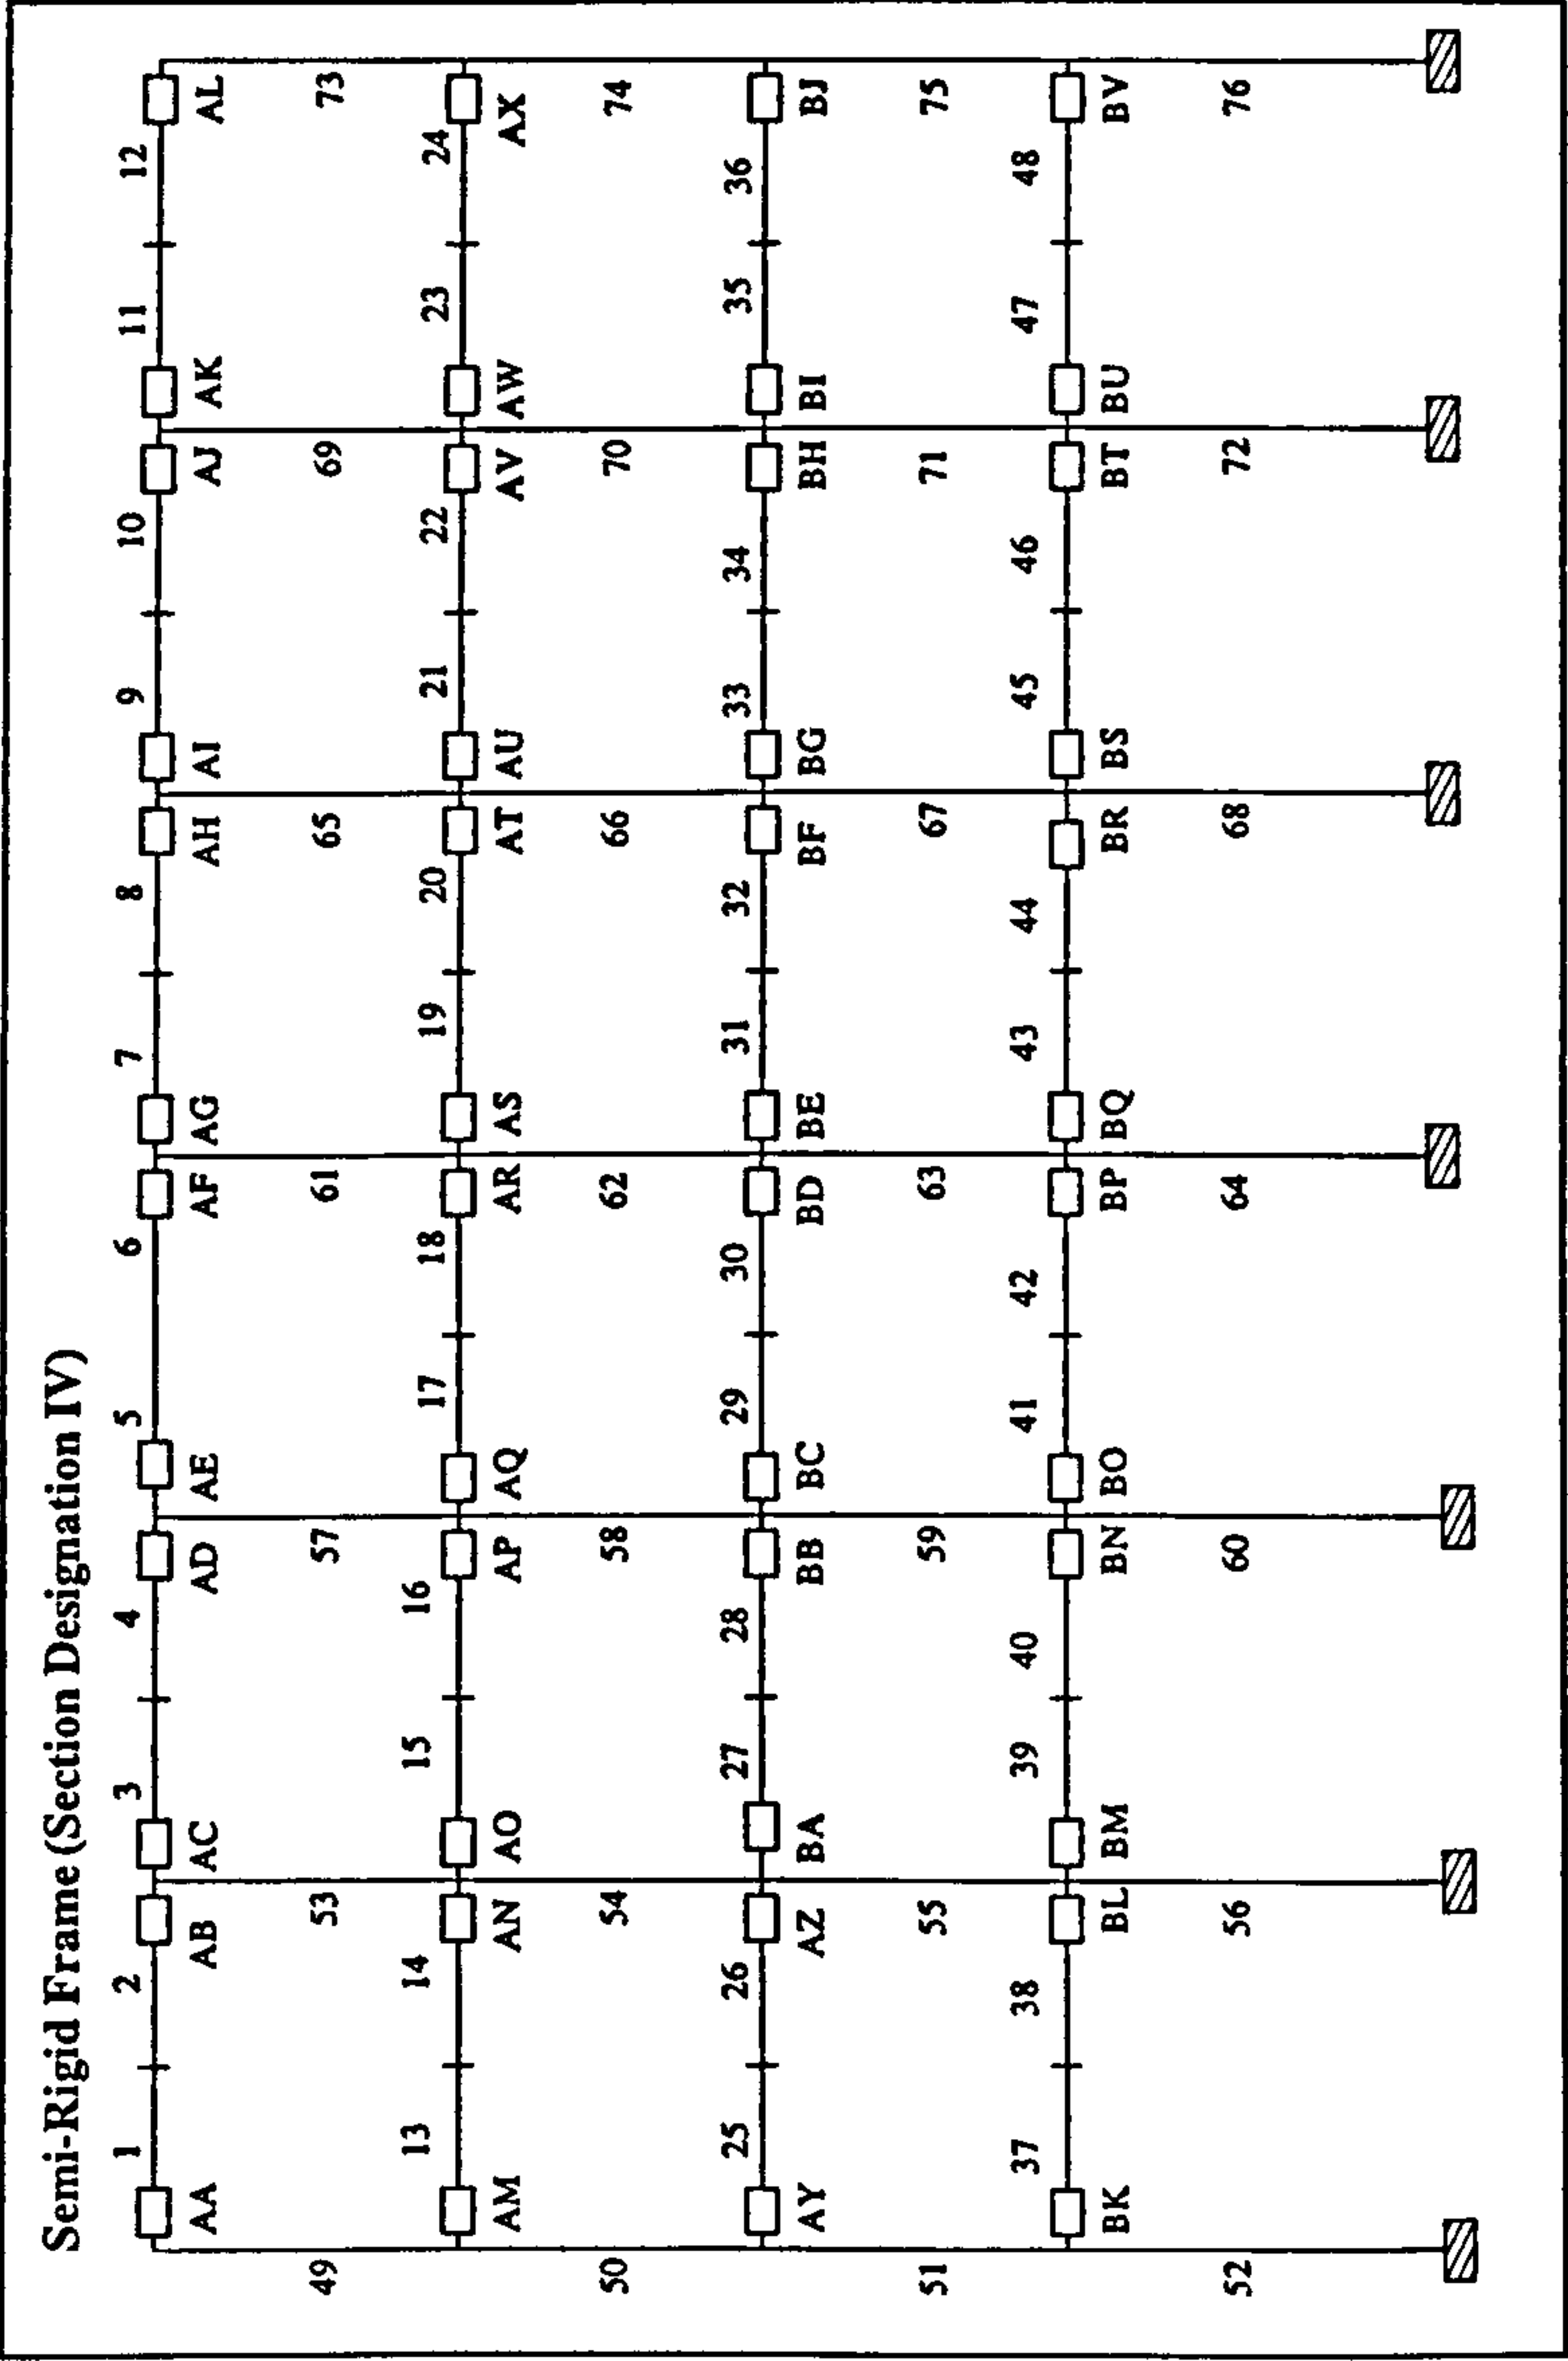 Semi-Rigid Frame (Section Designation IV)
1 2 3 4 5 6 7 8 9 10 11 12
AA AB AC AD AE AF AG AH AI AJ AK AL
49 53 57 61 65 69 73
13 14 15 16 17 18 19 20 21 22 23 24
AM AN AO AP AQ AR AS AT AU AV AW AX
50 54 58 62 66 70 74
25 26 27 28 29 30 31 32 33 34 35 36
AY AZ BA BB BC BD BE BF BG BH BI BJ
51 55 59 63 67 71 75
37 38 39 40 41 42 43 44 45 46 47 48
BK BL BM BN BO BP BQ BR BS BT BU BV
52 56 60 64 68 72 76